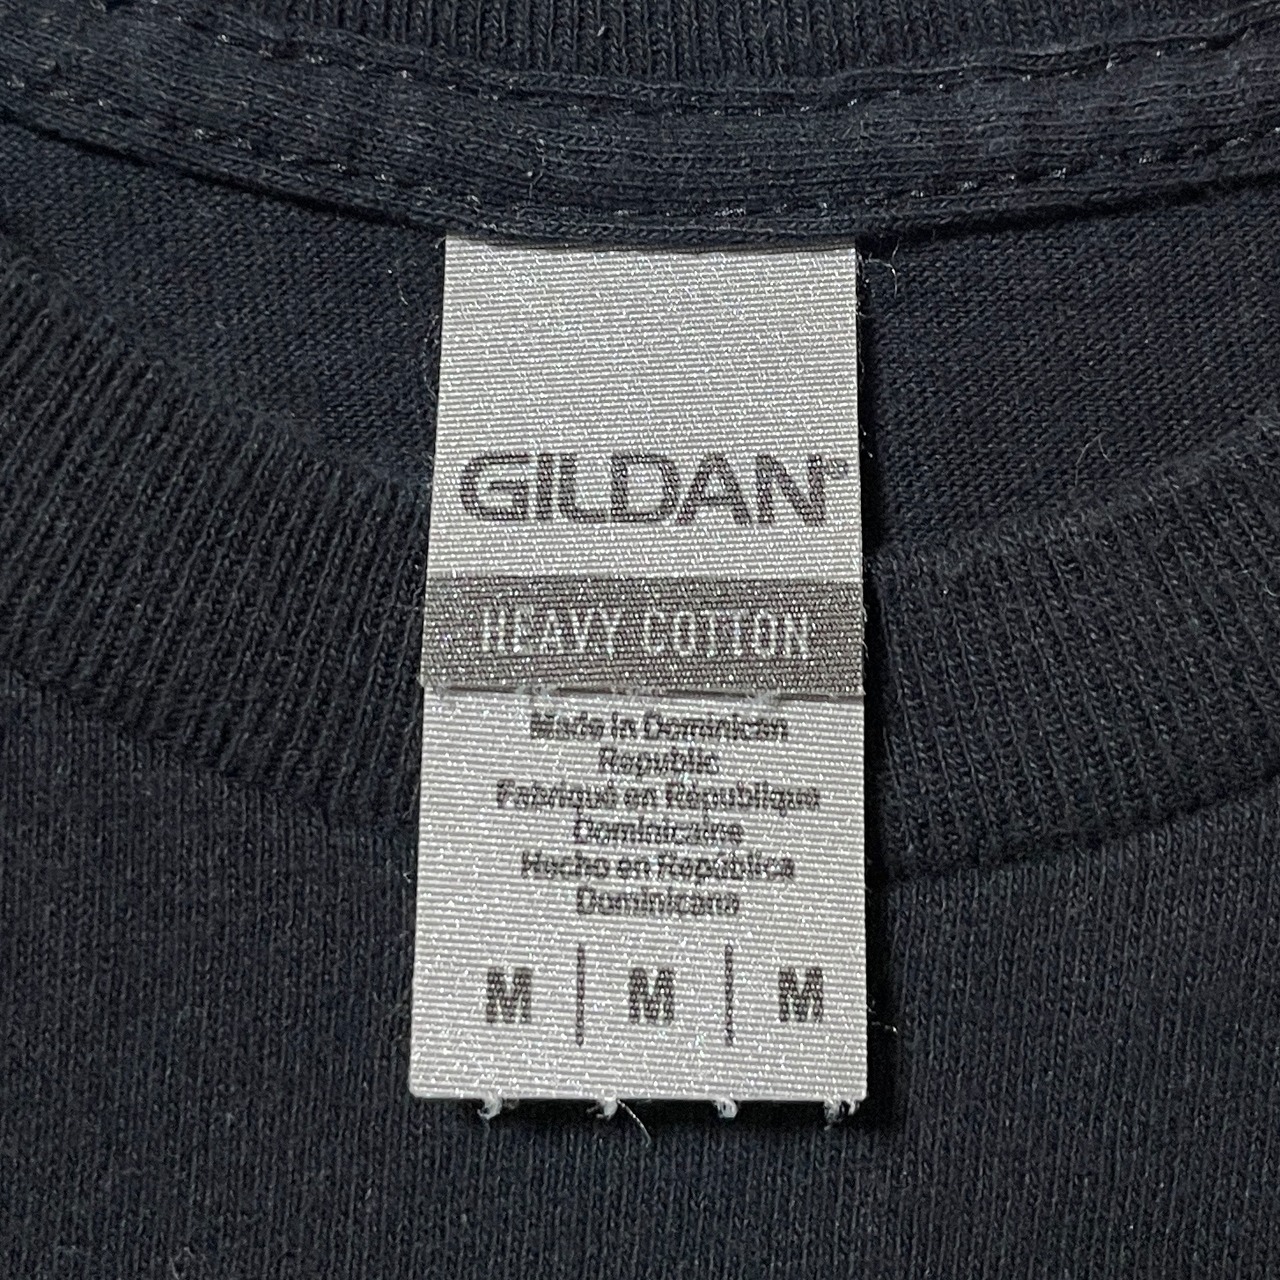 GILDAN®
HEAVY COTTON
Made in Dominican
Republic
Fabriqué en République
Dominicaine
Hecho en República
Dominicana
M | M | M